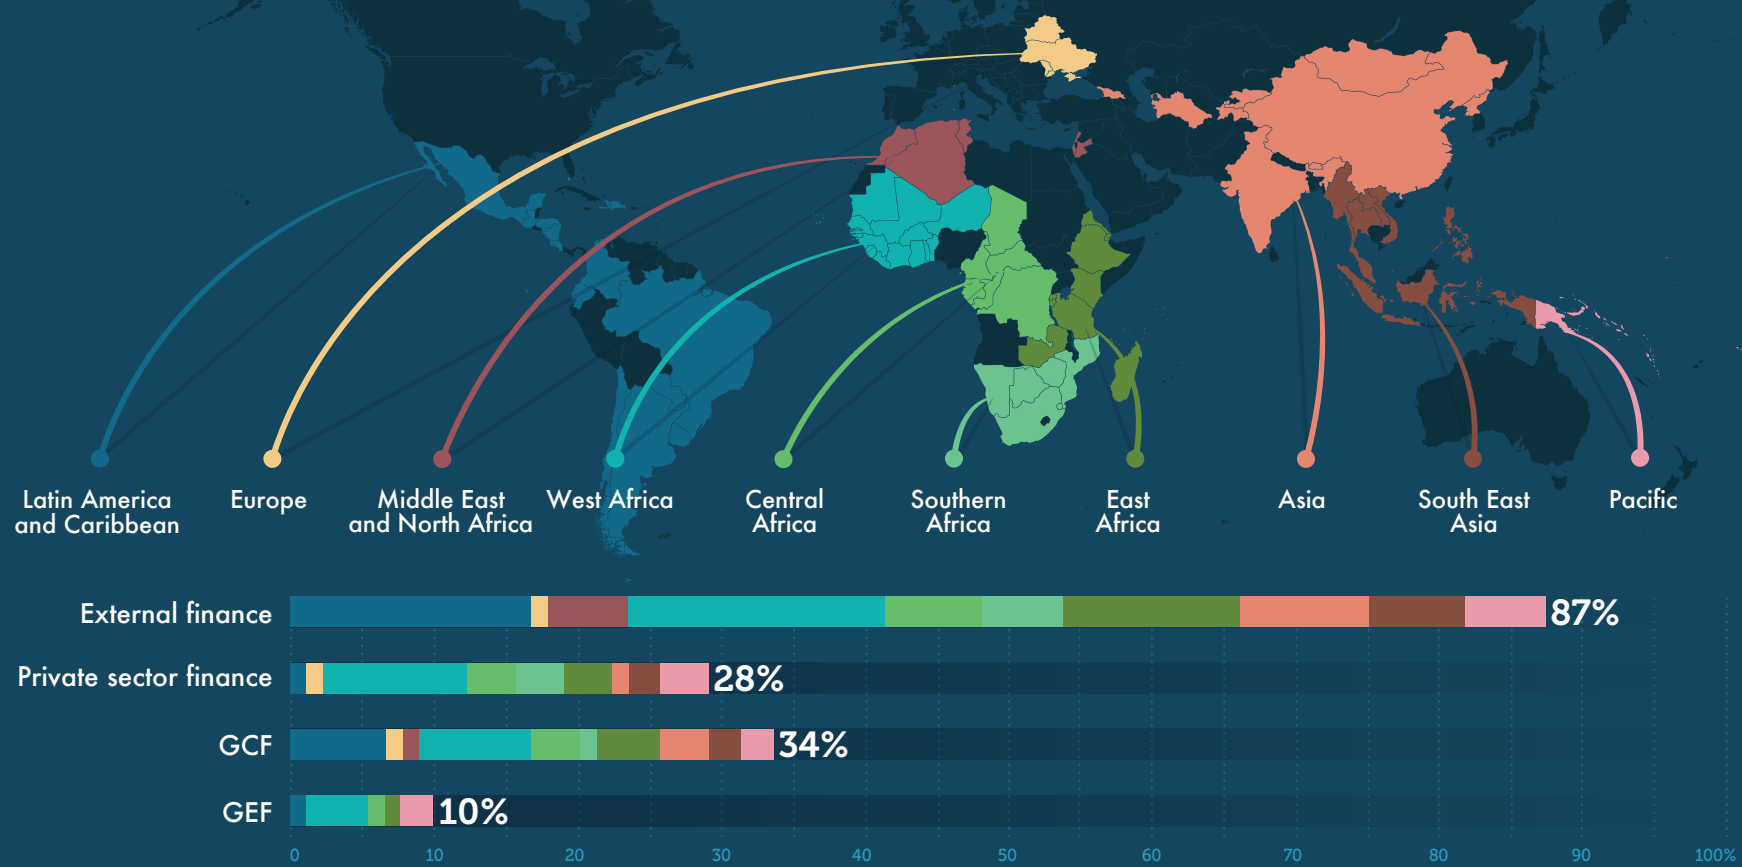 Latin America
and Caribbean
Europe
Middle East
and North Africa
West Africa
Central
Africa
Southern
Africa
East
Africa
Asia
South East
Asia
Pacific
External finance 87%
Private sector finance 28%
GCF 34%
GEF 10%
0 10 20 30 40 50 60 70 80 90 100%